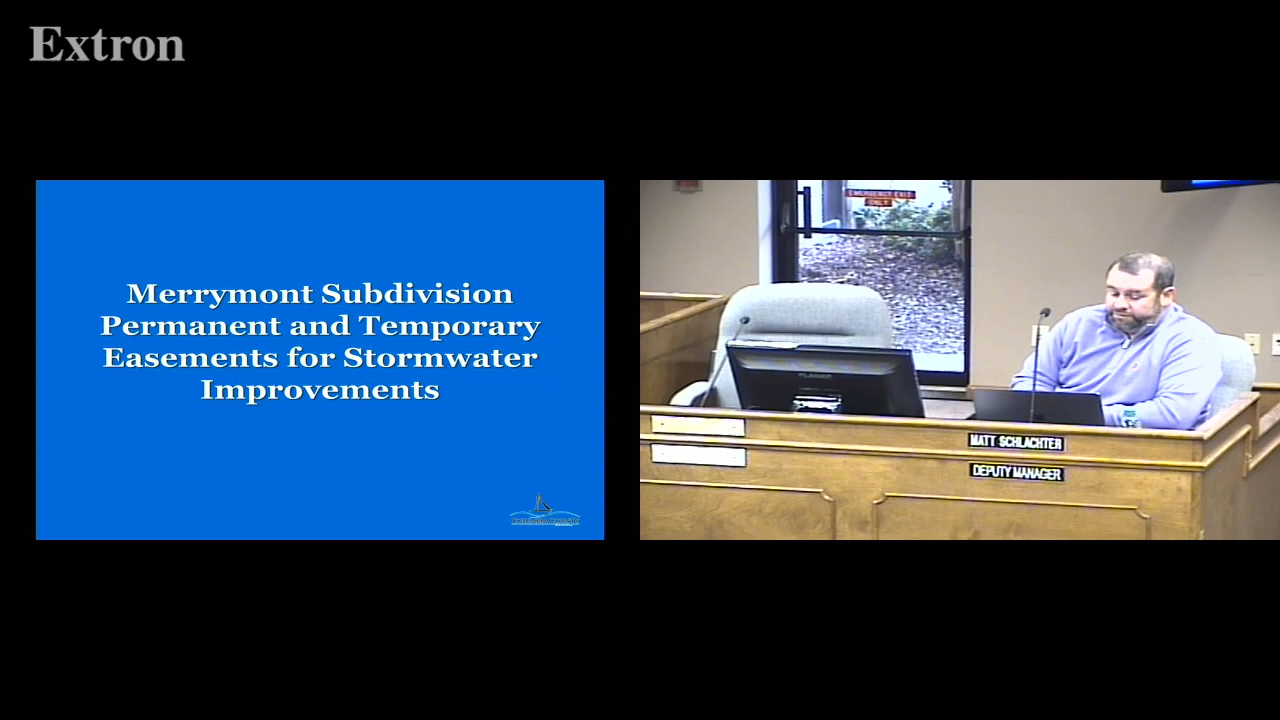 Extron
Merrymont Subdivision
Permanent and Temporary
Easements for Stormwater
Improvements
EMERGENCY EXIT
ONLY
MATT SCHLACHTER
DEPUTY MANAGER